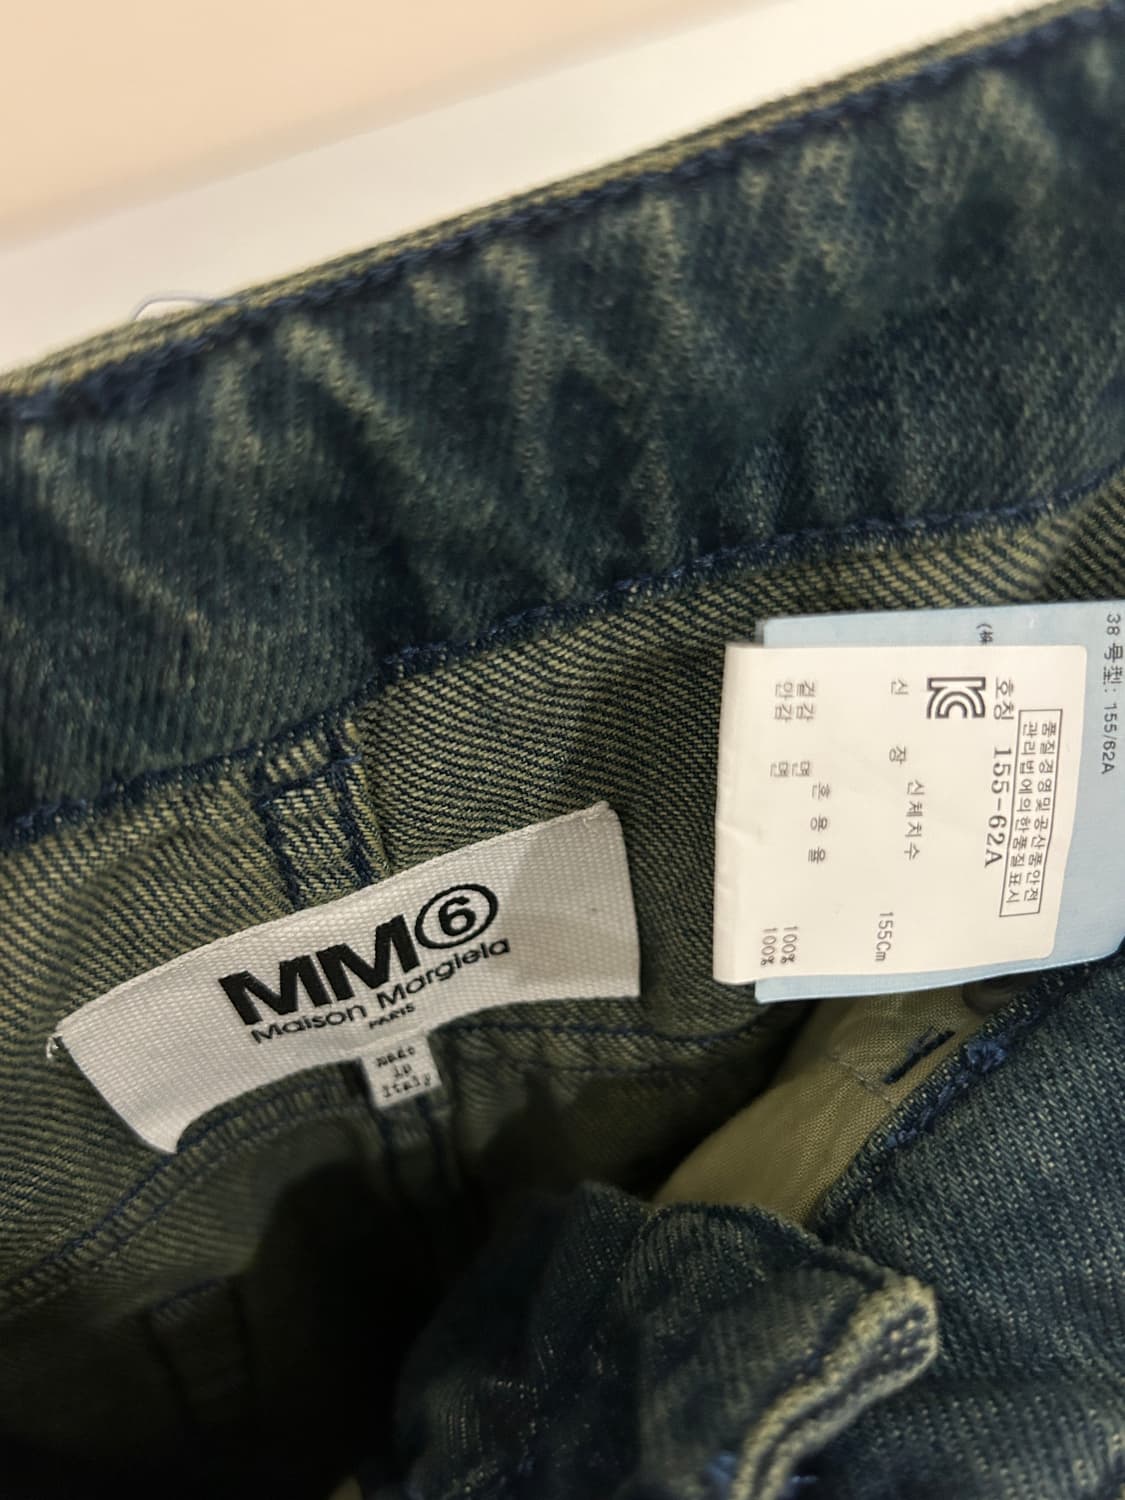 MM⑥
Maison Margiela
PARIS
made
in
Italy
38 号型: 155/62A
품질경영및공산품안전
관리법에의한품질표시
호칭 155-62A
신체치수
신 장 155Cm
혼용율
겉감 면 100%
안감 면 100%